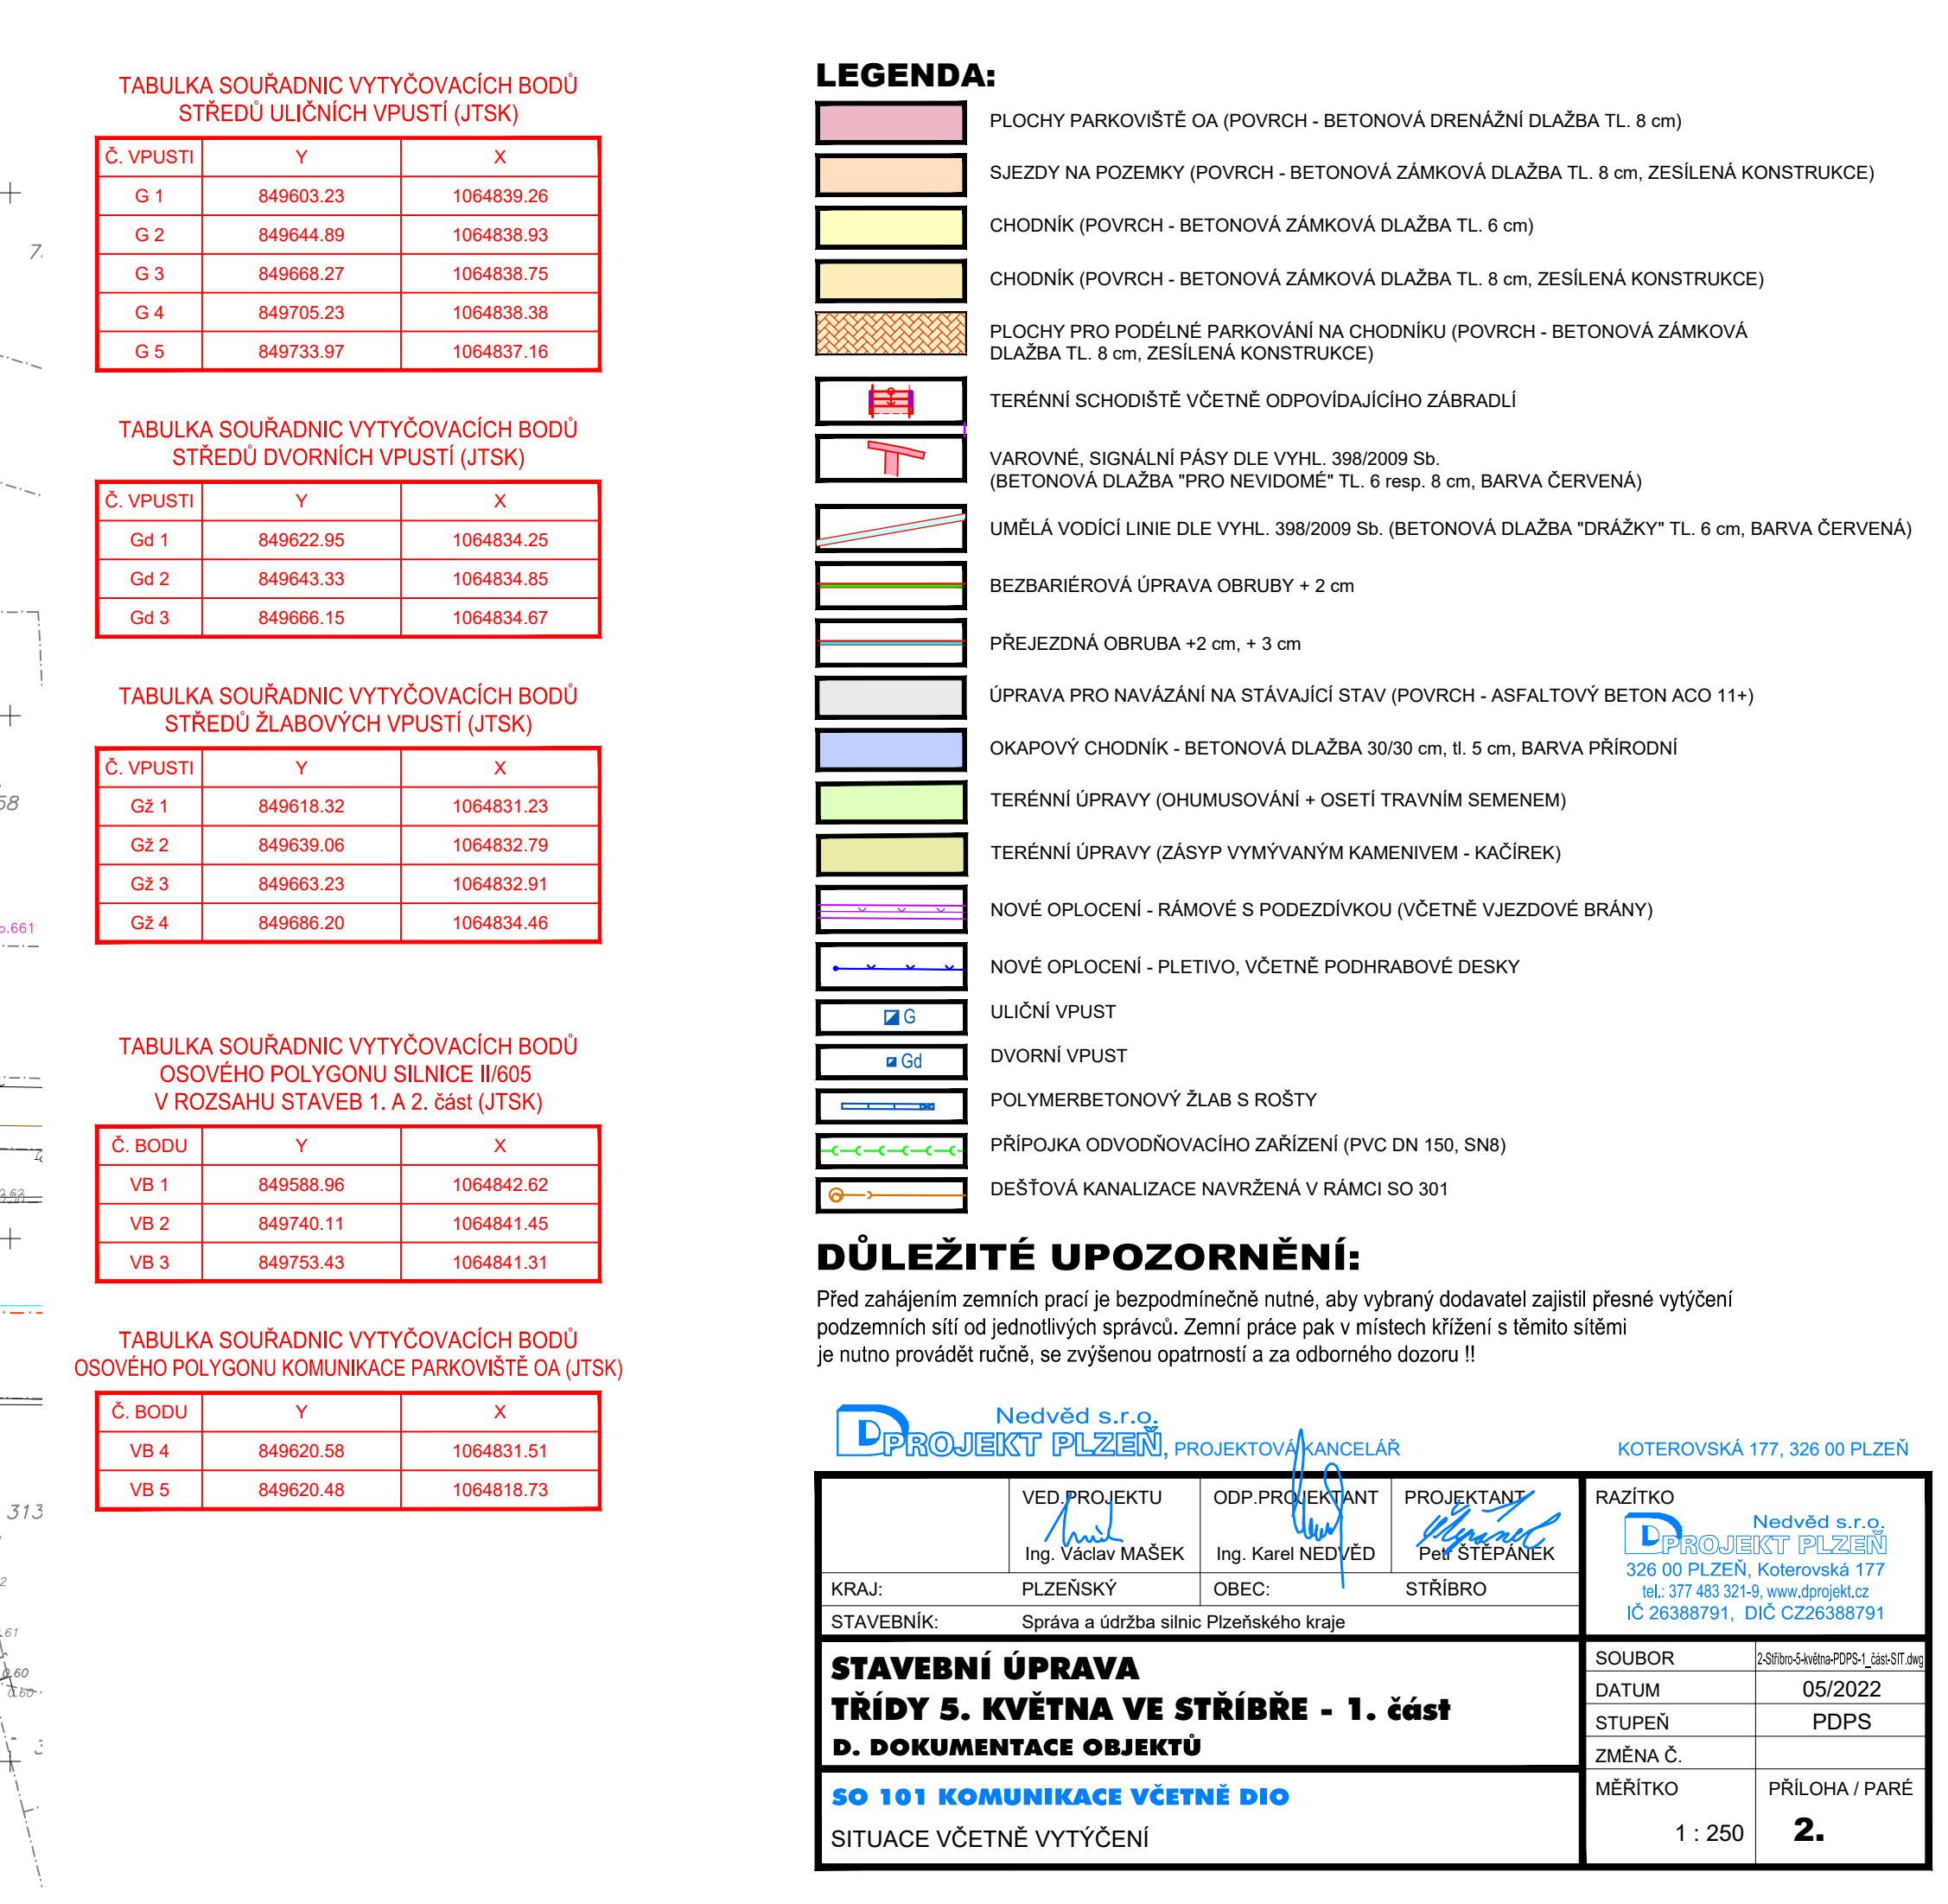 TABULKA SOUŘADNIC VYTYČOVACÍCH BODŮ
STŘEDŮ ULIČNÍCH VPUSTÍ (JTSK)
Č. VPUSTI Y X
G 1 849603.23 1064839.26
G 2 849644.89 1064838.93
G 3 849668.27 1064838.75
G 4 849705.23 1064838.38
G 5 849733.97 1064837.16
TABULKA SOUŘADNIC VYTYČOVACÍCH BODŮ
STŘEDŮ DVORNÍCH VPUSTÍ (JTSK)
Č. VPUSTI Y X
Gd 1 849622.95 1064834.25
Gd 2 849643.33 1064834.85
Gd 3 849666.15 1064834.67
TABULKA SOUŘADNIC VYTYČOVACÍCH BODŮ
STŘEDŮ ŽLABOVÝCH VPUSTÍ (JTSK)
Č. VPUSTI Y X
Gž 1 849618.32 1064831.23
Gž 2 849639.06 1064832.79
Gž 3 849663.23 1064832.91
Gž 4 849686.20 1064834.46
TABULKA SOUŘADNIC VYTYČOVACÍCH BODŮ
OSOVÉHO POLYGONU SILNICE II/605
V ROZSAHU STAVEB 1. A 2. část (JTSK)
Č. BODU Y X
VB 1 849588.96 1064842.62
VB 2 849740.11 1064841.45
VB 3 849753.43 1064841.31
TABULKA SOUŘADNIC VYTYČOVACÍCH BODŮ
OSOVÉHO POLYGONU KOMUNIKACE PARKOVIŠTĚ OA (JTSK)
Č. BODU Y X
VB 4 849620.58 1064831.51
VB 5 849620.48 1064818.73
313
LEGENDA:
PLOCHY PARKOVIŠTĚ OA (POVRCH - BETONOVÁ DRENÁŽNÍ DLAŽBA TL. 8 cm)
SJEZDY NA POZEMKY (POVRCH - BETONOVÁ ZÁMKOVÁ DLAŽBA TL. 8 cm, ZESÍLENÁ KONSTRUKCE)
CHODNÍK (POVRCH - BETONOVÁ ZÁMKOVÁ DLAŽBA TL. 6 cm)
CHODNÍK (POVRCH - BETONOVÁ ZÁMKOVÁ DLAŽBA TL. 8 cm, ZESÍLENÁ KONSTRUKCE)
PLOCHY PRO PODÉLNÉ PARKOVÁNÍ NA CHODNÍKU (POVRCH - BETONOVÁ ZÁMKOVÁ
DLAŽBA TL. 8 cm, ZESÍLENÁ KONSTRUKCE)
TERÉNNÍ SCHODIŠTĚ VČETNĚ ODPOVÍDAJÍCÍHO ZÁBRADLÍ
VAROVNÉ, SIGNÁLNÍ PÁSY DLE VYHL. 398/2009 Sb.
(BETONOVÁ DLAŽBA "PRO NEVIDOMÉ" TL. 6 resp. 8 cm, BARVA ČERVENÁ)
UMĚLÁ VODÍCÍ LINIE DLE VYHL. 398/2009 Sb. (BETONOVÁ DLAŽBA "DRÁŽKY" TL. 6 cm, BARVA ČERVENÁ)
BEZBARIÉROVÁ ÚPRAVA OBRUBY + 2 cm
PŘEJEZDNÁ OBRUBA +2 cm, + 3 cm
ÚPRAVA PRO NAVÁZÁNÍ NA STÁVAJÍCÍ STAV (POVRCH - ASFALTOVÝ BETON ACO 11+)
OKAPOVÝ CHODNÍK - BETONOVÁ DLAŽBA 30/30 cm, tl. 5 cm, BARVA PŘÍRODNÍ
TERÉNNÍ ÚPRAVY (OHUMUSOVÁNÍ + OSETÍ TRAVNÍM SEMENEM)
TERÉNNÍ ÚPRAVY (ZÁSYP VYMÝVANÝM KAMENIVEM - KAČÍREK)
NOVÉ OPLOCENÍ - RÁMOVÉ S PODEZDÍVKOU (VČETNĚ VJEZDOVÉ BRÁNY)
NOVÉ OPLOCENÍ - PLETIVO, VČETNĚ PODHRABOVÉ DESKY
G ULIČNÍ VPUST
Gd DVORNÍ VPUST
POLYMERBETONOVÝ ŽLAB S ROŠTY
PŘÍPOJKA ODVODŇOVACÍHO ZAŘÍZENÍ (PVC DN 150, SN8)
DEŠŤOVÁ KANALIZACE NAVRŽENÁ V RÁMCI SO 301
DŮLEŽITÉ UPOZORNĚNÍ:
Před zahájením zemních prací je bezpodmínečně nutné, aby vybraný dodavatel zajistil přesné vytýčení
podzemních sítí od jednotlivých správců. Zemní práce pak v místech křížení s těmito sítěmi
je nutno provádět ručně, se zvýšenou opatrností a za odborného dozoru !!
Nedvěd s.r.o.
DPROJEKT PLZEŇ, PROJEKTOVÁ KANCELÁŘ KOTEROVSKÁ 177, 326 00 PLZEŇ
VED.PROJEKTU ODP.PROJEKTANT PROJEKTANT
Ing. Václav MAŠEK Ing. Karel NEDVĚD Petr ŠTĚPÁNEK
KRAJ: PLZEŇSKÝ OBEC: STŘÍBRO
STAVEBNÍK: Správa a údržba silnic Plzeňského kraje
RAZÍTKO
Nedvěd s.r.o.
DPROJEKT PLZEŇ
326 00 PLZEŇ, Koterovská 177
tel.: 377 483 321-9, www.dprojekt.cz
IČ 26388791, DIČ CZ26388791
STAVEBNÍ ÚPRAVA
TŘÍDY 5. KVĚTNA VE STŘÍBŘE - 1. část
D. DOKUMENTACE OBJEKTŮ
SO 101 KOMUNIKACE VČETNĚ DIO
SITUACE VČETNĚ VYTÝČENÍ
SOUBOR 2-Stříbro-5-května-PDPS-1_část-SIT.dwg
DATUM 05/2022
STUPEŇ PDPS
ZMĚNA Č.
MĚŘÍTKO PŘÍLOHA / PARÉ
1 : 250 2.